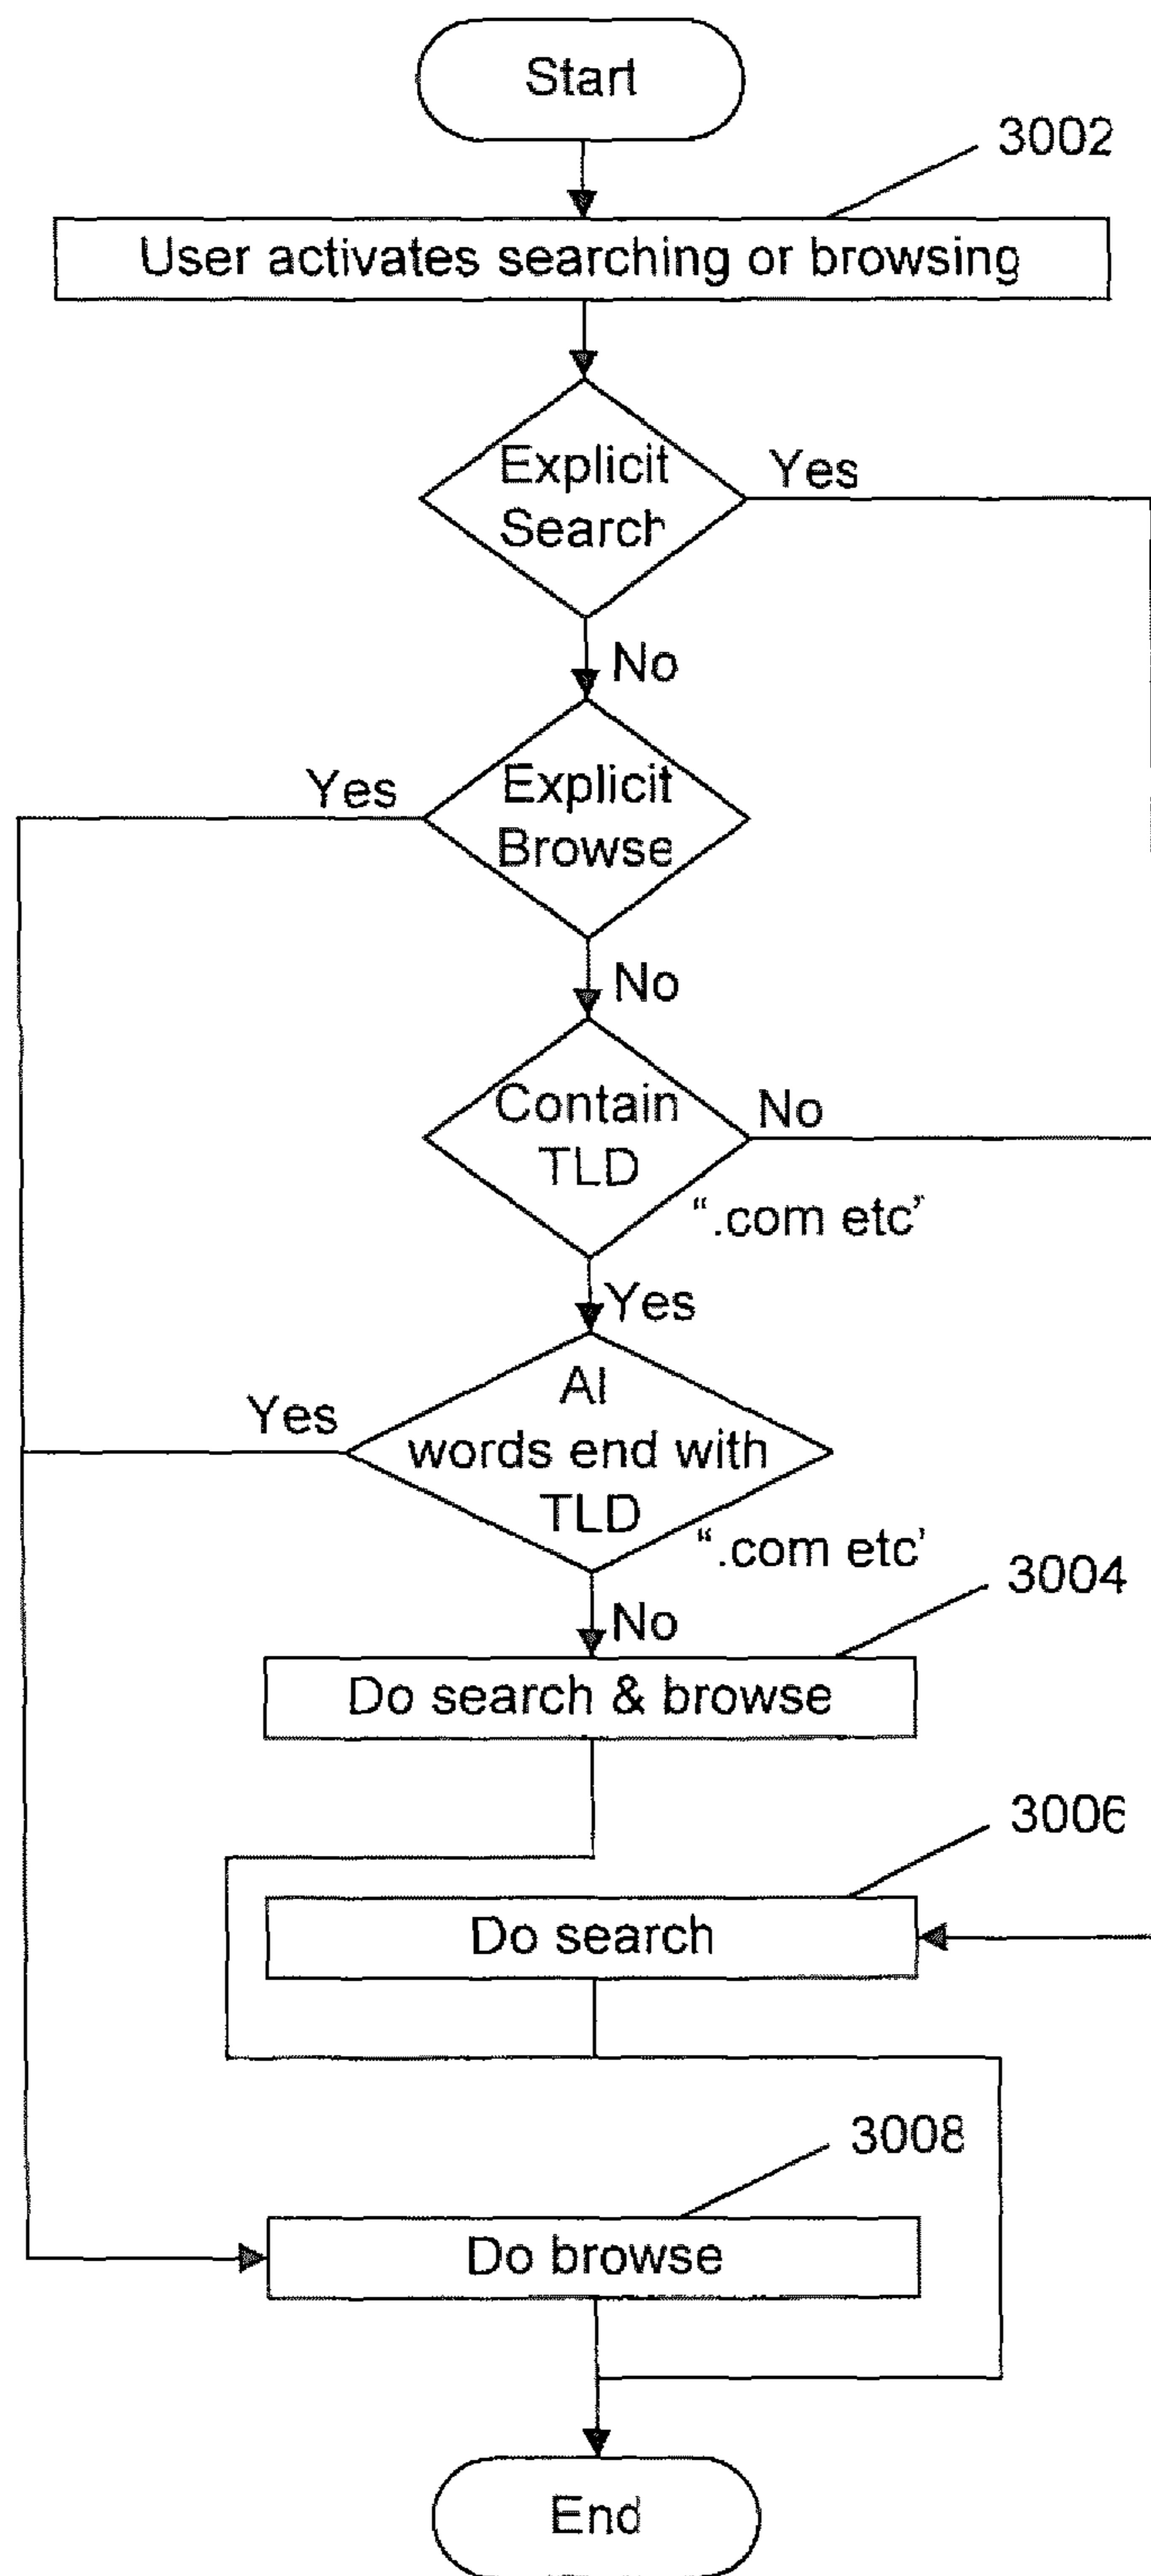 Start
3002
User activates searching or browsing
Explicit
Search
Yes
No
Explicit
Browse
Yes
No
Contain
TLD
No
“.com etc’
Yes
Al
words end with
TLD
Yes
“.com etc'
3004
No
Do search & browse
3006
Do search
3008
Do browse
End